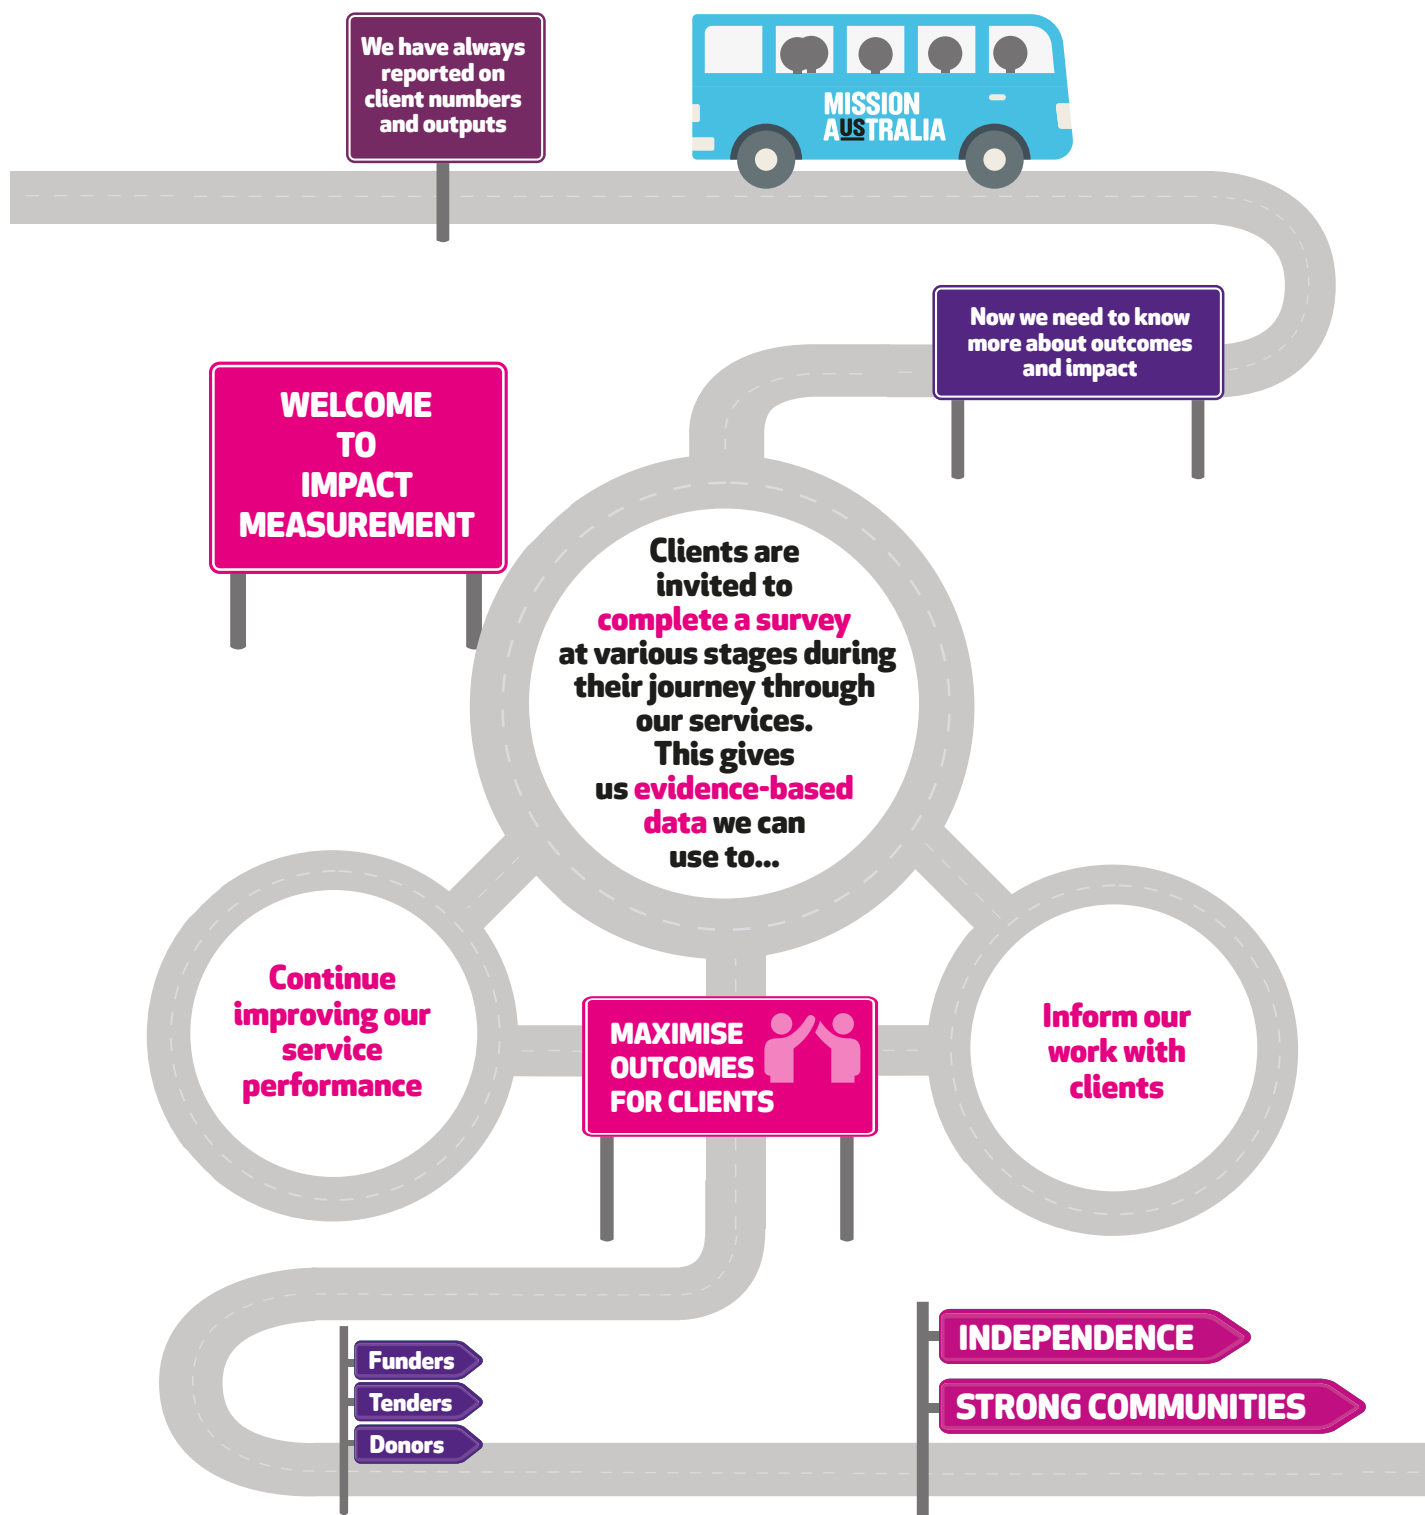 We have always
reported on
client numbers
and outputs
MISSION
AUSTRALIA
Now we need to know
more about outcomes
and impact
WELCOME
TO
IMPACT
MEASUREMENT
Clients are
invited to
complete a survey
at various stages during
their journey through
our services.
This gives
us evidence-based
data we can
use to...
Continue
improving our
service
performance
MAXIMISE
OUTCOMES
FOR CLIENTS
Inform our
work with
clients
Funders
Tenders
Donors
INDEPENDENCE
STRONG COMMUNITIES